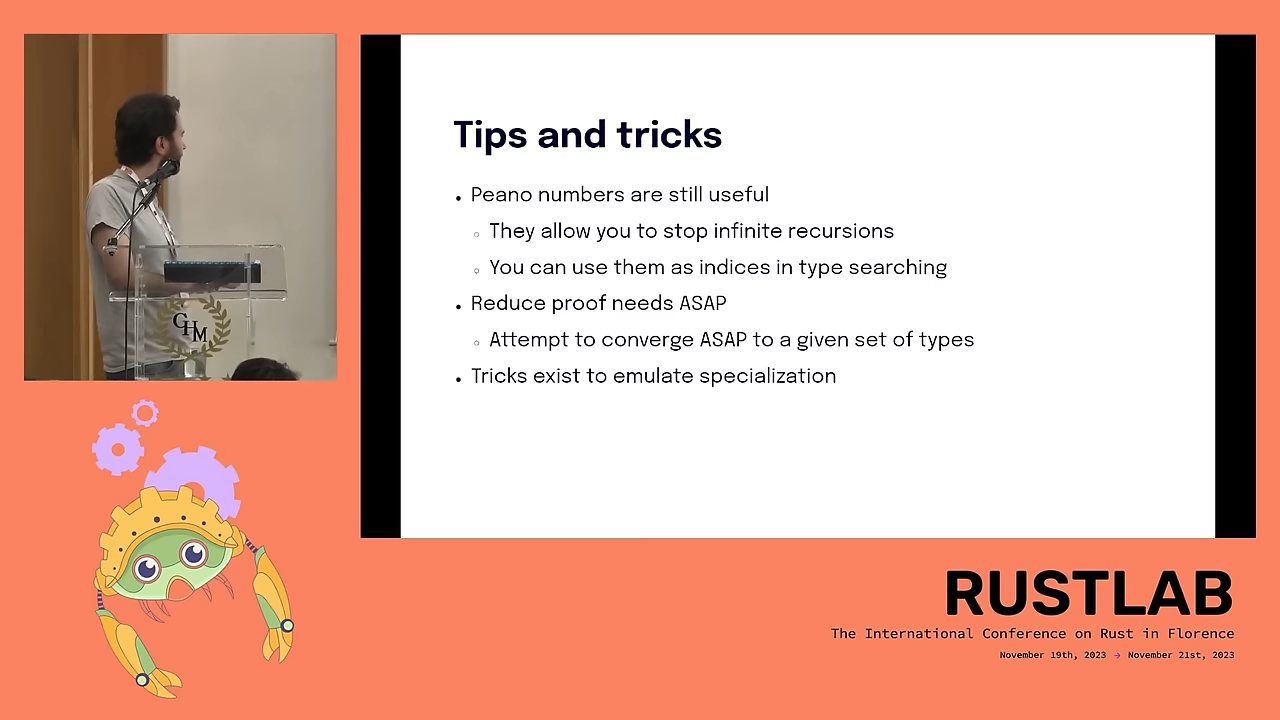 Tips and tricks
• Peano numbers are still useful
○ They allow you to stop infinite recursions
○ You can use them as indices in type searching
• Reduce proof needs ASAP
○ Attempt to converge ASAP to a given set of types
• Tricks exist to emulate specialization
GHM
RUSTLAB
The International Conference on Rust in Florence
November 19th, 2023 → November 21st, 2023